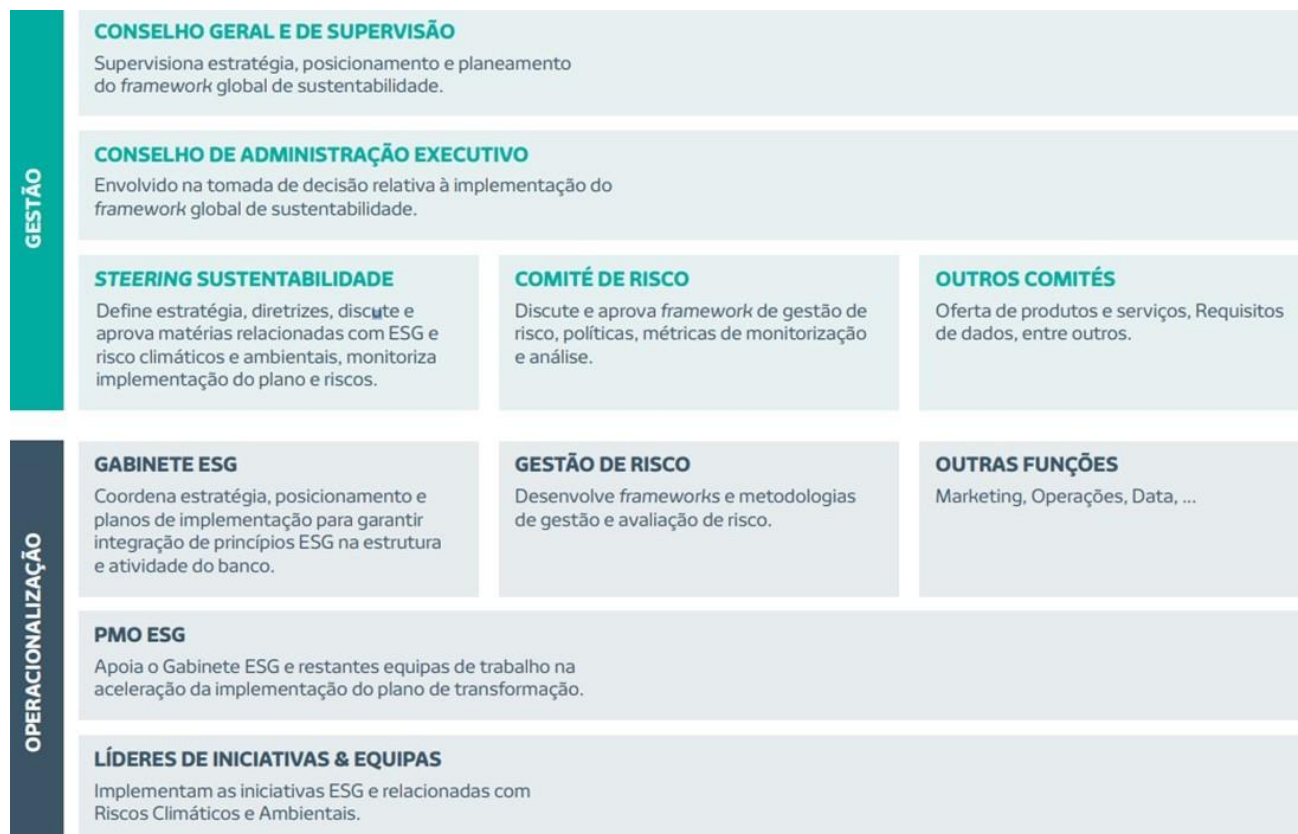 GESTÃO
CONSELHO GERAL E DE SUPERVISÃO
Supervisiona estratégia, posicionamento e planeamento
do framework global de sustentabilidade.
CONSELHO DE ADMINISTRAÇÃO EXECUTIVO
Envolvido na tomada de decisão relativa à implementação do
framework global de sustentabilidade.
STEERING SUSTENTABILIDADE
Define estratégia, diretrizes, discute e
aprova matérias relacionadas com ESG e
risco climáticos e ambientais, monitoriza
implementação do plano e riscos.
COMITÉ DE RISCO
Discute e aprova framework de gestão de
risco, políticas, métricas de monitorização
e análise.
OUTROS COMITÉS
Oferta de produtos e serviços, Requisitos
de dados, entre outros.
OPERACIONALIZAÇÃO
GABINETE ESG
Coordena estratégia, posicionamento e
planos de implementação para garantir
integração de princípios ESG na estrutura
e atividade do banco.
GESTÃO DE RISCO
Desenvolve frameworks e metodologias
de gestão e avaliação de risco.
OUTRAS FUNÇÕES
Marketing, Operações, Data, ...
PMO ESG
Apoia o Gabinete ESG e restantes equipas de trabalho na
aceleração da implementação do plano de transformação.
LÍDERES DE INICIATIVAS & EQUIPAS
Implementam as iniciativas ESG e relacionadas com
Riscos Climáticos e Ambientais.